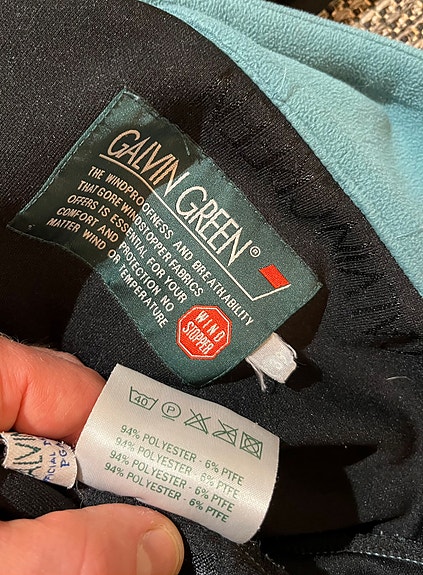 GALVIN GREEN®
THE WINDPROOFNESS AND BREATHABILITY
THAT GORE WINDSTOPPER FABRICS
OFFERS IS ESSENTIAL FOR YOUR
COMFORT AND PROTECTION NO
MATTER WIND OR TEMPERATURE
WIND
STOPPER
40 P
94% POLYESTER - 6% PTFE
94% POLYESTER - 6% PTFE
94% POLYESTER - 6% PTFE
94% POLYESTER - 6% PTFE